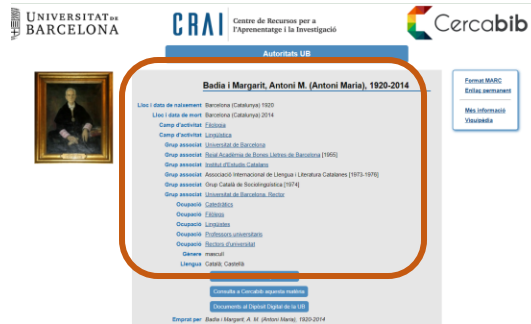 UNIVERSITAT DE
BARCELONA
CRAI
Centre de Recursos per a
l'Aprenentatge i la Investigació
Cercabib
Autoritats UB
Badia i Margarit, Antoni M. (Antoni Maria), 1920-2014
Lloc i data de naixement Barcelona (Catalunya) 1920
Lloc i data de mort Barcelona (Catalunya) 2014
Camp d'activitat Filologia
Camp d'activitat Lingüística
Grup associat Universitat de Barcelona
Grup associat Reial Acadèmia de Bones Lletres de Barcelona [1955]
Grup associat Institut d'Estudis Catalans
Grup associat Associació Internacional de Llengua i Literatura Catalanes [1973-1976]
Grup associat Grup Català de Sociolingüística [1974]
Grup associat Universitat de Barcelona. Rector
Ocupació Catedràtics
Ocupació Filòlegs
Ocupació Lingüistes
Ocupació Professors universitaris
Ocupació Rectors d'universitat
Gènere masculí
Llengua Català, Castellà
Consulta a Cercabib aquesta matèria
Documents al Dipòsit Digital de la UB
Emprat per Badia i Margarit, A. M. (Antoni Maria), 1920-2014
Format MARC
Enllaç permanent
Més informació
Viquipèdia